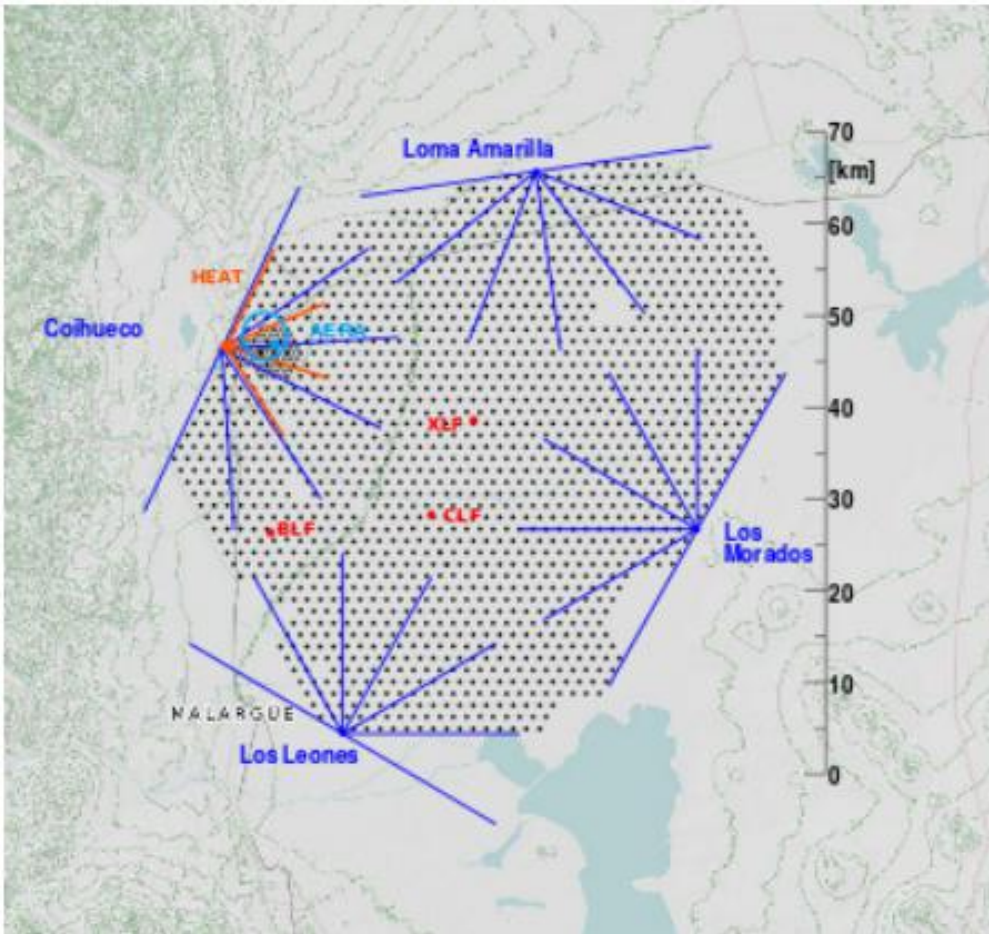 70
Loma Amarilla
[km]
60
HEAT
50
Coihueco
AERA
40
XLF
30
CLF
BLF
Los
Morados
20
10
MALARGUE
Los Leones
0